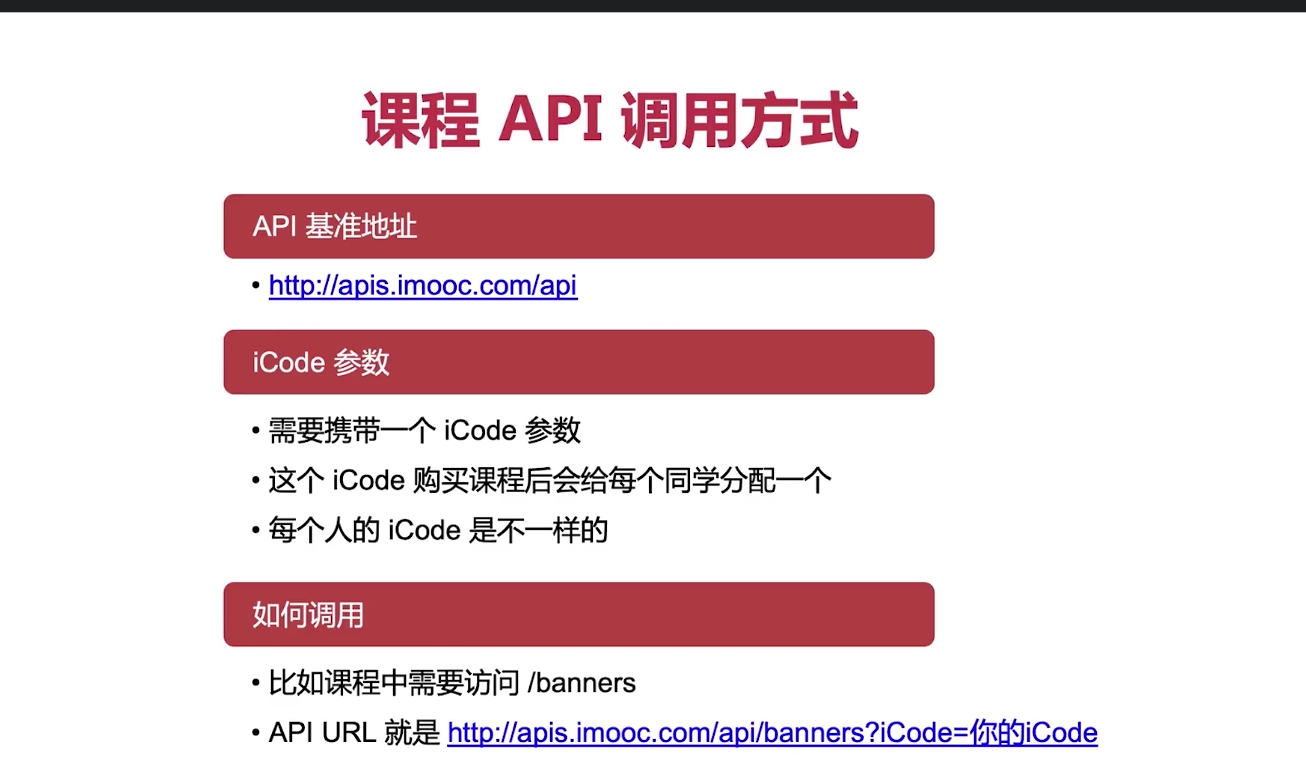 课程 API 调用方式
API 基准地址
• http://apis.imooc.com/api
iCode 参数
• 需要携带一个 iCode 参数
• 这个 iCode 购买课程后会给每个同学分配一个
• 每个人的 iCode 是不一样的
如何调用
• 比如课程中需要访问 /banners
• API URL 就是 http://apis.imooc.com/api/banners?iCode=你的iCode